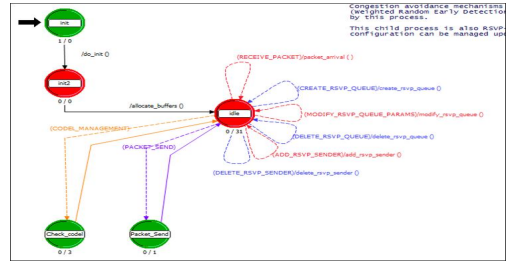 Congestion avoidance mechanisms
(weighted Random Early Detection
by this process.
This child process is also RSVP-
configuration can be managed upo
init
1 / 0
/do_init ()
(RECEIVE_PACKET)/packet_arrival ( )
init2
0 / 0
(CREATE_RSVP_QUEUE)/create_rsvp_queue ()
/allocate_buffers ()
idle
0 / 31
(MODIFY_RSVP_QUEUE_PARAMS)/modify_rsvp_queue ()
(CODEL_MANAGEMENT)
(DELETE_RSVP_QUEUE)/delete_rsvp_queue ()
(PACKET_SEND)
(ADD_RSVP_SENDER)/add_rsvp_sender ()
(DELETE_RSVP_SENDER)/delete_rsvp_sender ()
Check_codel
0 / 3
Packet_Send
0 / 1